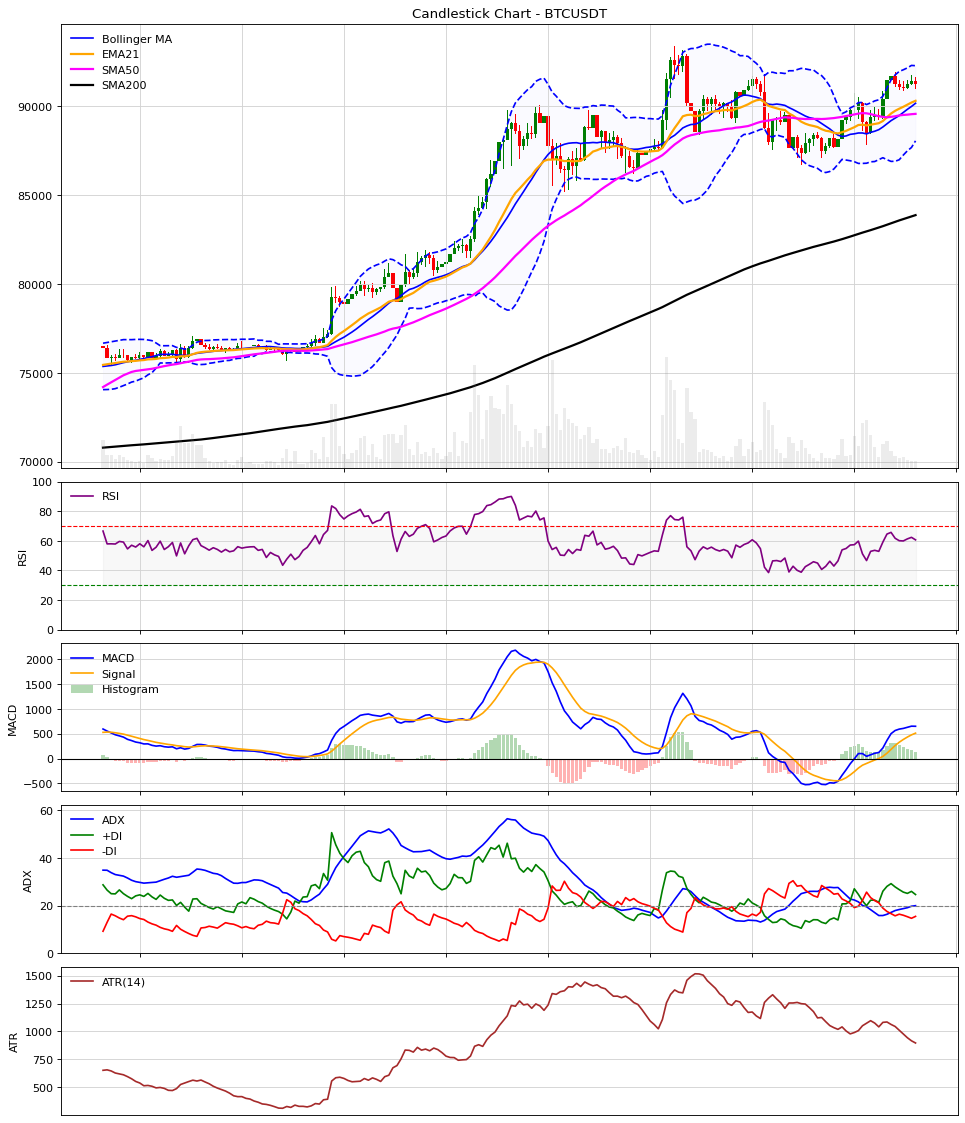 Candlestick Chart - BTCUSDT
Bollinger MA
EMA21
SMA50
SMA200
90000
85000
80000
75000
70000
RSI
RSI
100
80
60
40
20
0
MACD
MACD
Signal
Histogram
2000
1500
1000
500
0
−500
ADX
ADX
+DI
-DI
60
40
20
0
ATR
ATR(14)
1500
1250
1000
750
500